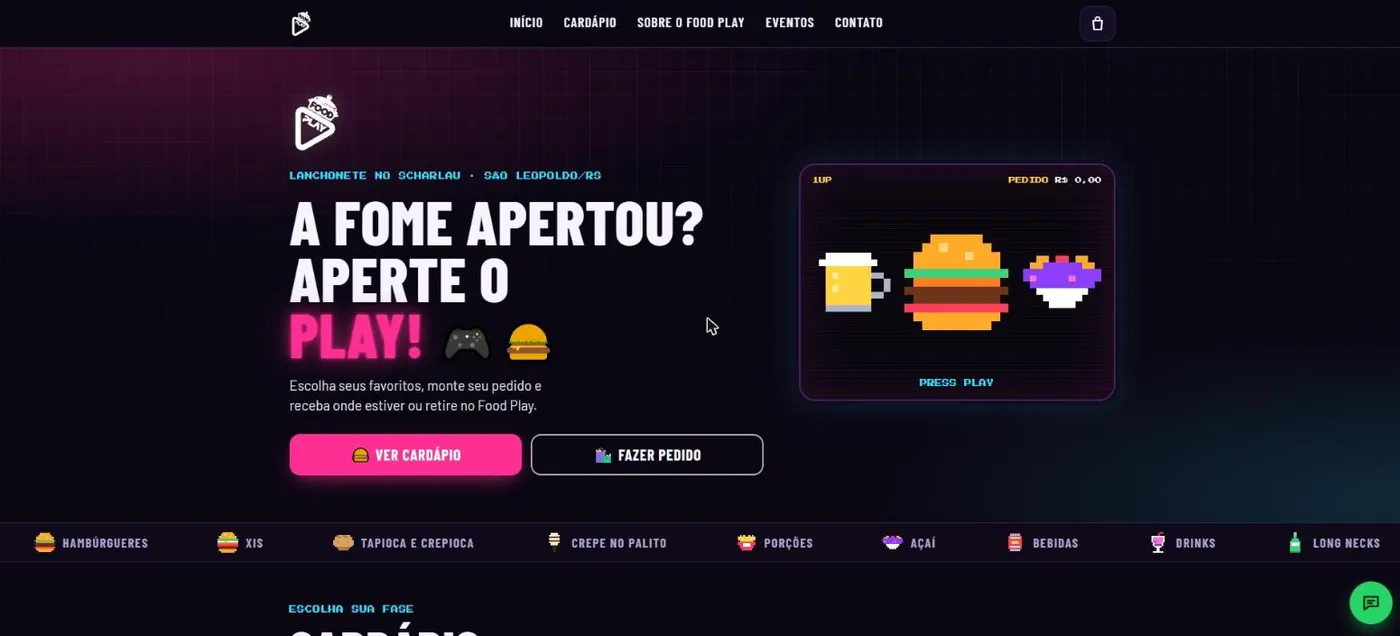 INÍCIO CARDÁPIO SOBRE O FOOD PLAY EVENTOS CONTATO
FOOD
PLAY
LANCHONETE NO SCHARLAU · SÃO LEOPOLDO/RS
A FOME APERTOU?
APERTE O
PLAY!
Escolha seus favoritos, monte seu pedido e
receba onde estiver ou retire no Food Play.
VER CARDÁPIO
FAZER PEDIDO
1UP
PEDIDO R$ 0,00
PRESS PLAY
HAMBÚRGUERES XIS TAPIOCA E CREPIOCA CREPE NO PALITO PORÇÕES AÇAÍ BEBIDAS DRINKS LONG NECKS
ESCOLHA SUA FASE
CARDÁPIO